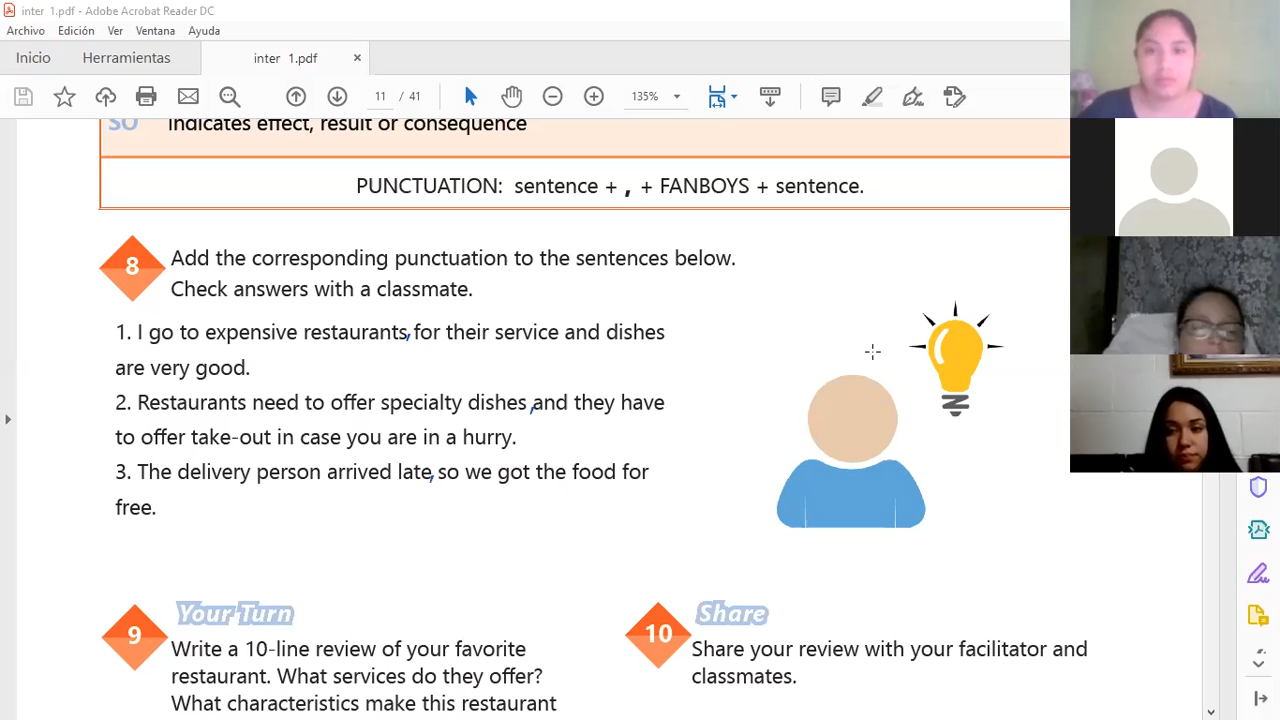 inter 1.pdf - Adobe Acrobat Reader DC
Archivo Edición Ver Ventana Ayuda
Inicio Herramientas inter 1.pdf ×
11 / 41 135%
SO Indicates effect, result or consequence
PUNCTUATION: sentence + , + FANBOYS + sentence.
8 Add the corresponding punctuation to the sentences below.
Check answers with a classmate.
1. I go to expensive restaurants, for their service and dishes
are very good.
2. Restaurants need to offer specialty dishes, and they have
to offer take-out in case you are in a hurry.
3. The delivery person arrived late, so we got the food for
free.
9 Your Turn
Write a 10-line review of your favorite
restaurant. What services do they offer?
What characteristics make this restaurant
10 Share
Share your review with your facilitator and
classmates.